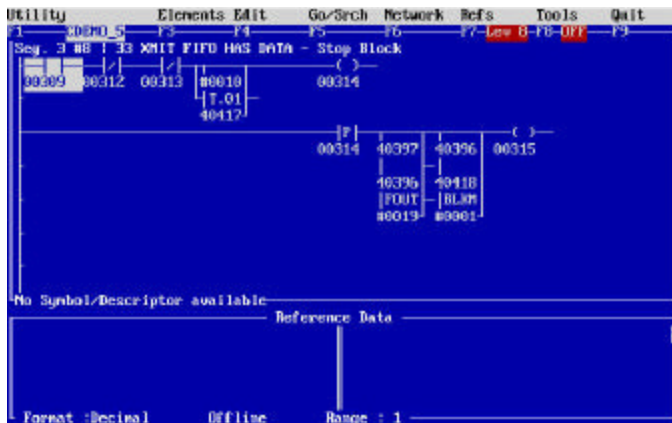 Utility Elements Edit Go/Srch Network Refs Tools Quit
F1 CDEMO_5 F3 F4 F5 F6 F7-Lev 8-F8-OFF F9
Seg. 3 #8 / 33 XMIT FIFO HAS DATA - Stop Block
00309 00312 00313 #0010 00314
T.01
40417
P
00314 40397 40396 00315
40396 40418
FOUT BLKM
#0019 #0001
No Symbol/Descriptor available
Reference Data
Format :Decimal Offline Range : 1